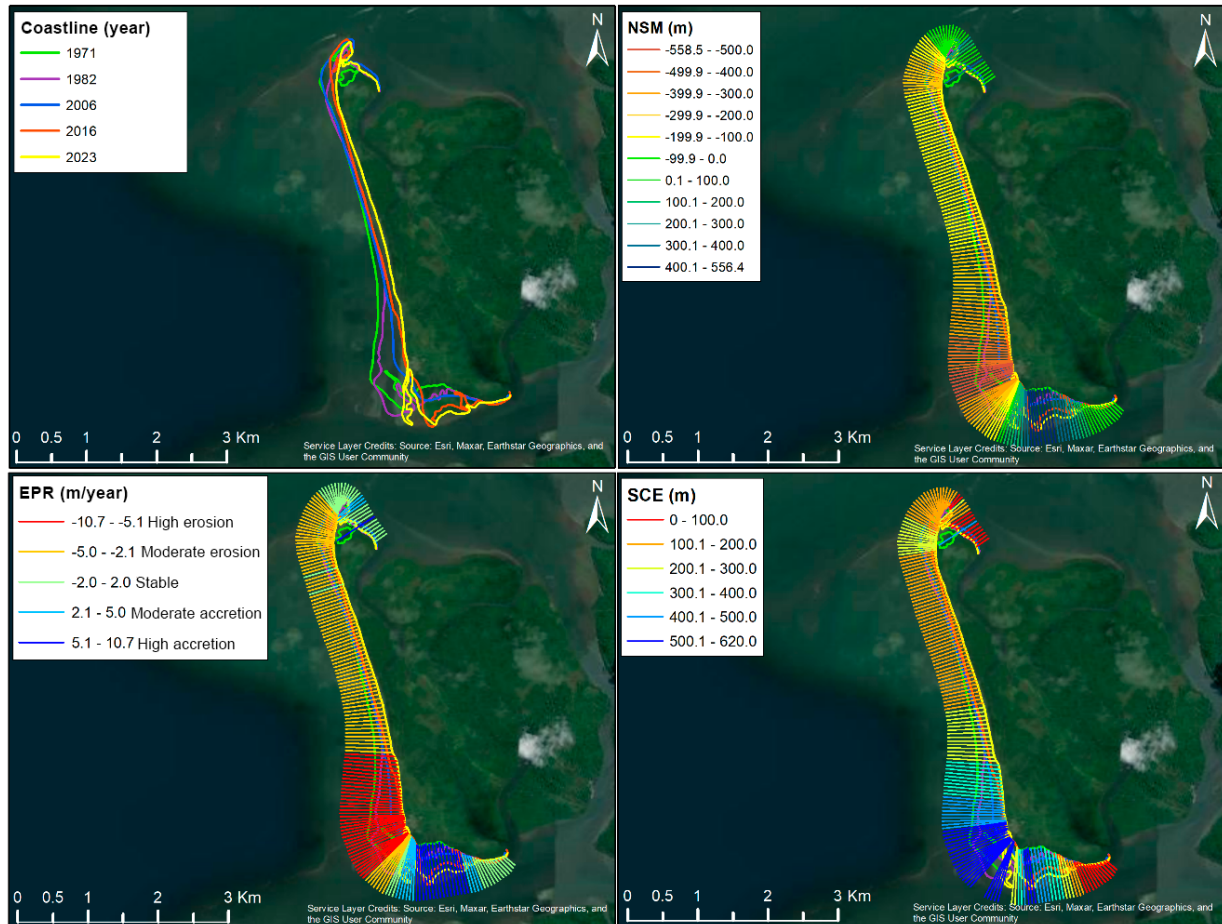 Coastline (year)
1971
1982
2006
2016
2023
N
0 0.5 1 2 3 Km
Service Layer Credits: Source: Esri, Maxar, Earthstar Geographics, and
the GIS User Community
NSM (m)
-558.5 - -500.0
-499.9 - -400.0
-399.9 - -300.0
-299.9 - -200.0
-199.9 - -100.0
-99.9 - 0.0
0.1 - 100.0
100.1 - 200.0
200.1 - 300.0
300.1 - 400.0
400.1 - 556.4
N
0 0.5 1 2 3 Km
Service Layer Credits: Source: Esri, Maxar, Earthstar Geographics, and
the GIS User Community
EPR (m/year)
-10.7 - -5.1 High erosion
-5.0 - -2.1 Moderate erosion
-2.0 - 2.0 Stable
2.1 - 5.0 Moderate accretion
5.1 - 10.7 High accretion
N
0 0.5 1 2 3 Km
Service Layer Credits: Source: Esri, Maxar, Earthstar Geographics, and
the GIS User Community
SCE (m)
0 - 100.0
100.1 - 200.0
200.1 - 300.0
300.1 - 400.0
400.1 - 500.0
500.1 - 620.0
N
0 0.5 1 2 3 Km
Service Layer Credits: Source: Esri, Maxar, Earthstar Geographics, and
the GIS User Community